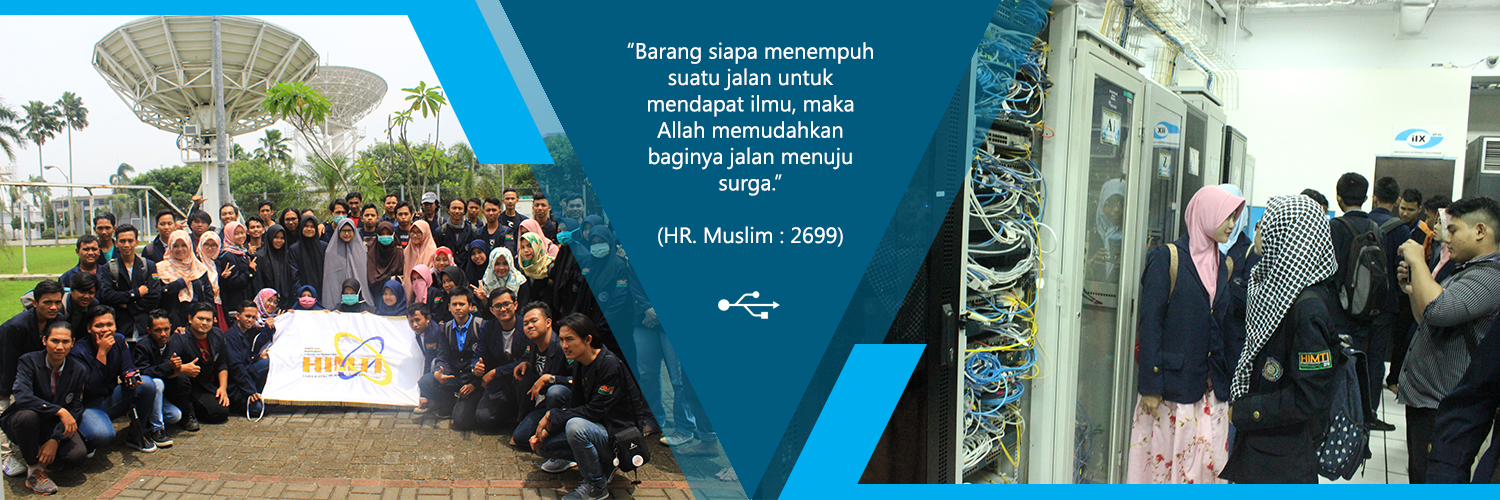 “Barang siapa menempuh
suatu jalan untuk
mendapat ilmu, maka
Allah memudahkan
baginya jalan menuju
surga.”
(HR. Muslim : 2699)
HIMTI
iix
HIMTI